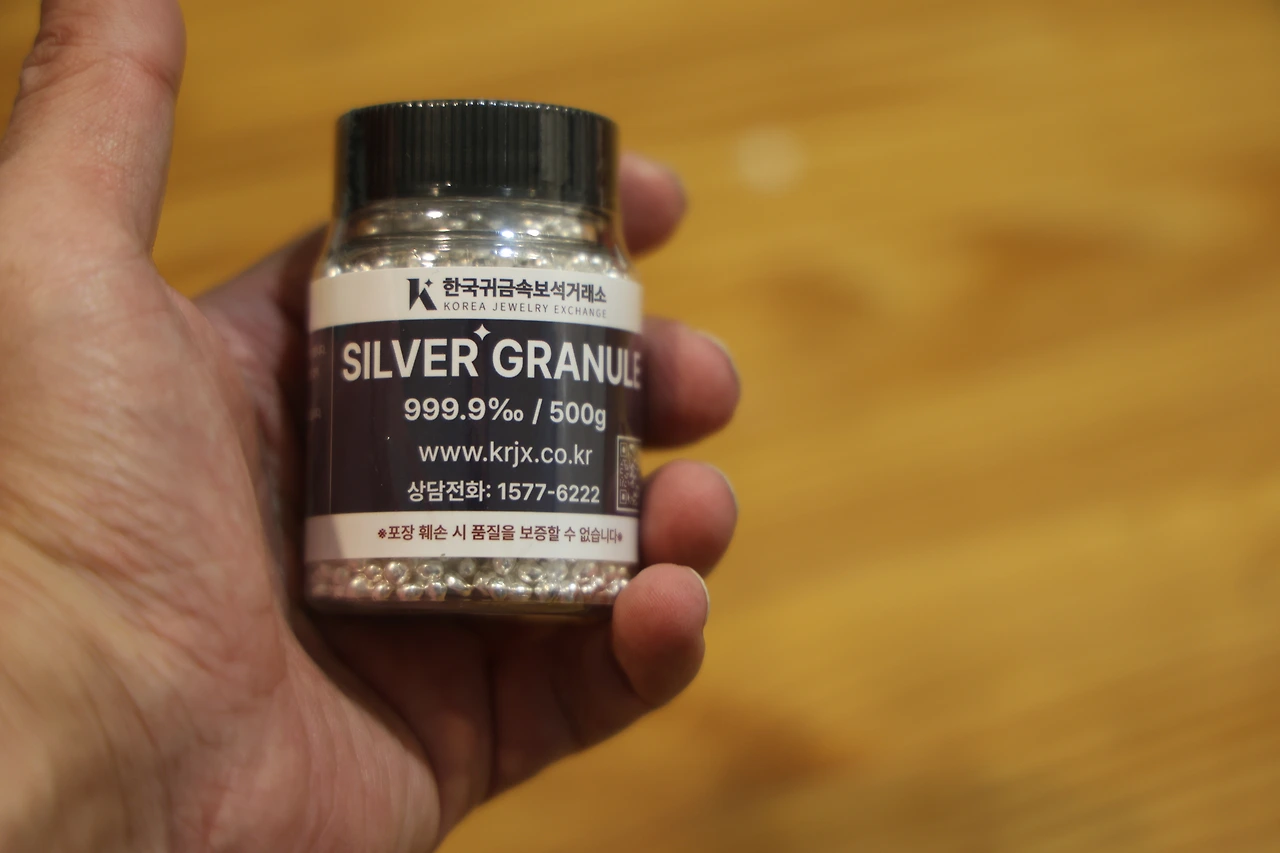 한국귀금속보석거래소
KOREA JEWELRY EXCHANGE
SILVER GRANULE
999.9‰ / 500g
www.krjx.co.kr
상담전화: 1577-6222
※포장 훼손 시 품질을 보증할 수 없습니다※